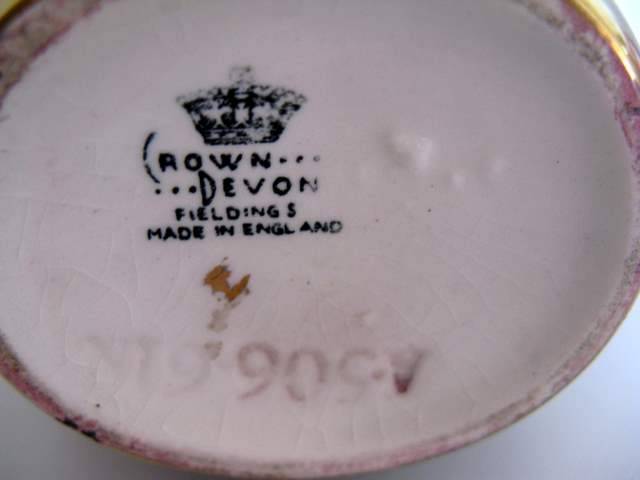 CROWN...
...DEVON
FIELDINGS
MADE IN ENGLAND